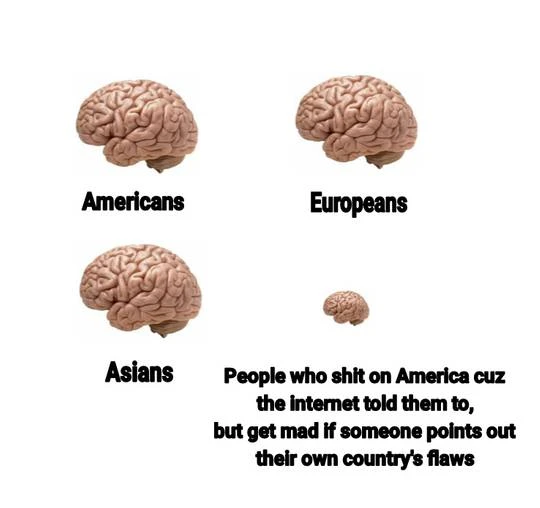 Americans
Europeans
Asians
People who shit on America cuz
the internet told them to,
but get mad if someone points out
their own country's flaws